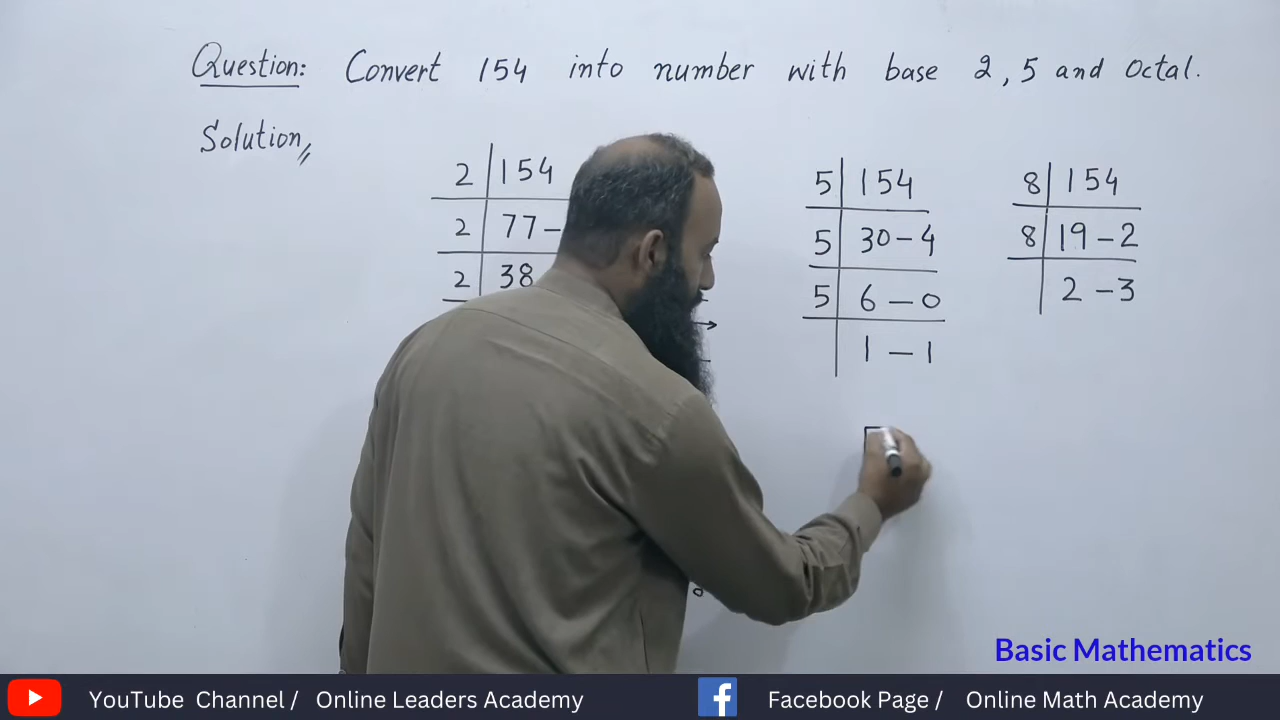 Question: Convert 154 into number with base 2, 5 and Octal.
Solution,,
2 | 154
2 | 77 –
2 | 38
5 | 154
5 | 30 – 4
5 | 6 – 0
1 – 1
8 | 154
8 | 19 – 2
2 – 3
Basic Mathematics
YouTube Channel / Online Leaders Academy
Facebook Page / Online Math Academy